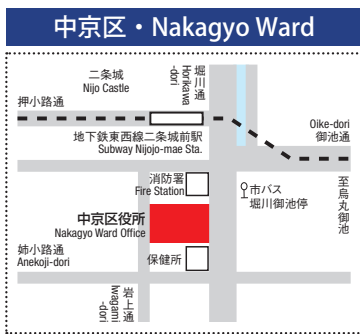 中京区・Nakagyo Ward
二条城
Nijo Castle
堀川通
Horikawa
-dori
押小路通
Oike-dori
御池通
地下鉄東西線二条城前駅
Subway Nijojo-mae Sta.
消防署
Fire Station
市バス
堀川御池停
至烏丸御池
中京区役所
Nakagyo Ward Office
姉小路通
Anekoji-dori
保健所
岩上通
Iwagami
-dori